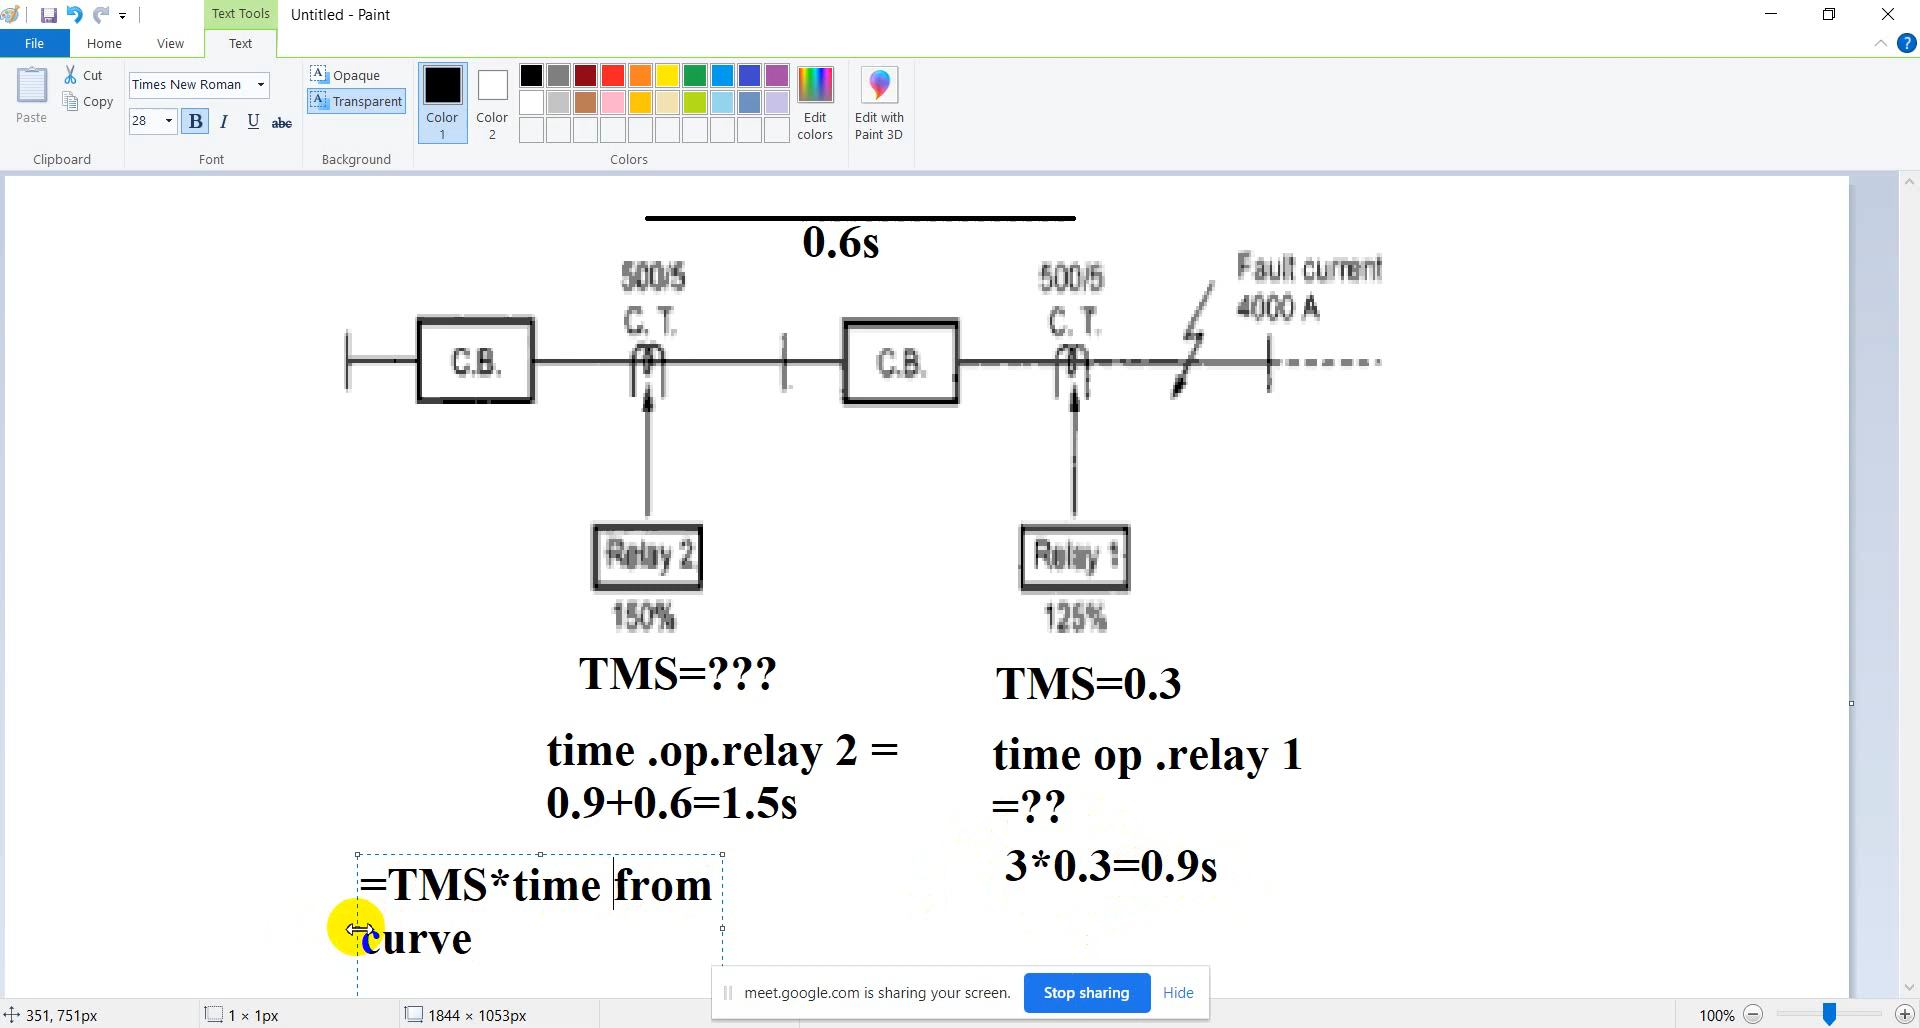 Text Tools
Untitled - Paint
File
Home
View
Text
Paste
Cut
Copy
Clipboard
Times New Roman
28
B
I
U
abc
Font
Opaque
Transparent
Background
Color 1
Color 2
Edit colors
Colors
Edit with Paint 3D
0.6s
500/5
C. T.
500/5
C. T.
Fault current
4000 A
C.B.
C.B.
Relay 2
Relay 1
150%
125%
TMS=???
TMS=0.3
time .op.relay 2 =
0.9+0.6=1.5s
time op .relay 1
=??
3*0.3=0.9s
=TMS*time from
curve
meet.google.com is sharing your screen.
Stop sharing
Hide
351, 751px
1 × 1px
1844 × 1053px
100%